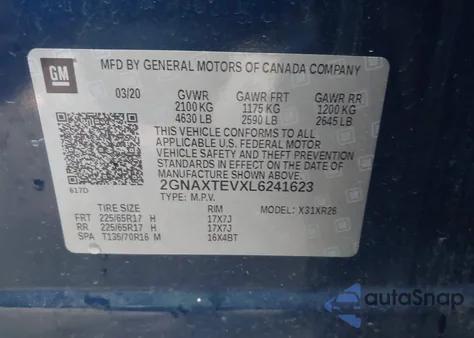 GM
MFD BY GENERAL MOTORS OF CANADA COMPANY
03/20 GVWR GAWR FRT GAWR RR
2100 KG 1175 KG 1200 KG
4630 LB 2590 LB 2645 LB
THIS VEHICLE CONFORMS TO ALL
APPLICABLE U.S. FEDERAL MOTOR
VEHICLE SAFETY, BUMPER, AND THEFT
PREVENTION STANDARDS IN EFFECT ON
THE DATE OF MANUFACTURE SHOWN ABOVE.
2GNAXTEVXL6241623
617D TYPE: M.P.V.
TIRE SIZE RIM MODEL: X31XR26
FRT 225/65R17 H 17X7J
RR 225/65R17 H 17X7J
SPA T135/70R16 M 16X4BT
autoSnap